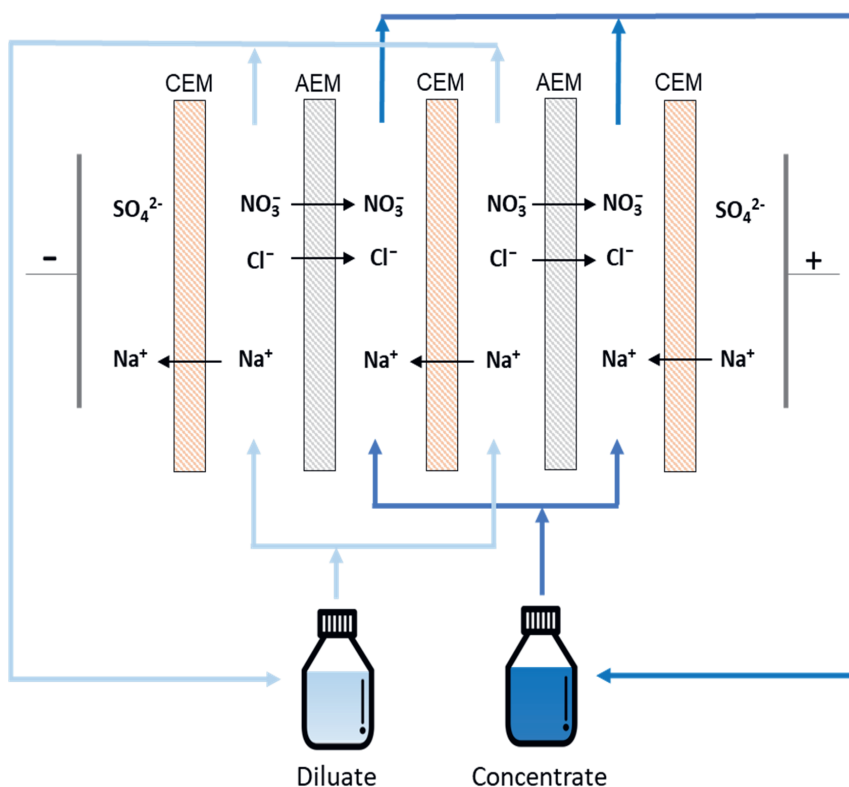 CEM AEM CEM AEM CEM
SO₄²⁻ NO₃⁻ NO₃⁻ NO₃⁻ NO₃⁻ SO₄²⁻
Cl⁻ Cl⁻ Cl⁻ Cl⁻
- +
Na⁺ Na⁺ Na⁺ Na⁺ Na⁺ Na⁺
Diluate Concentrate